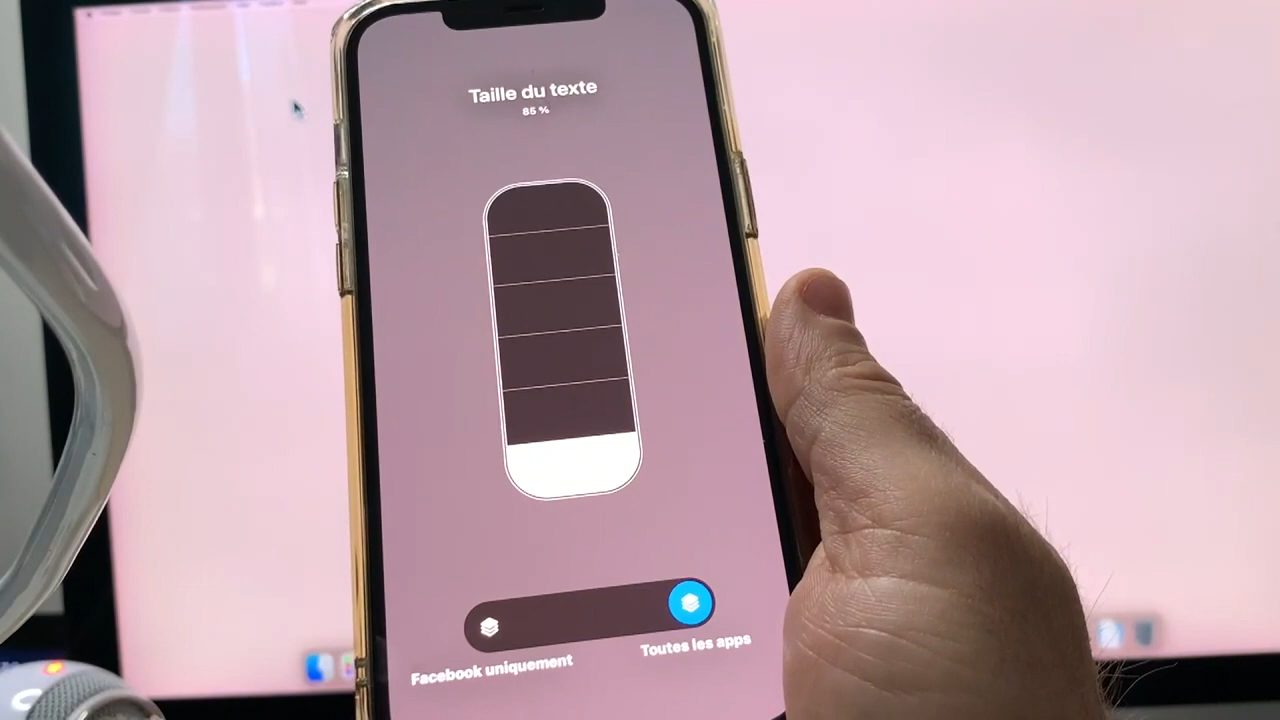 Taille du texte
85 %
Facebook uniquement
Toutes les apps